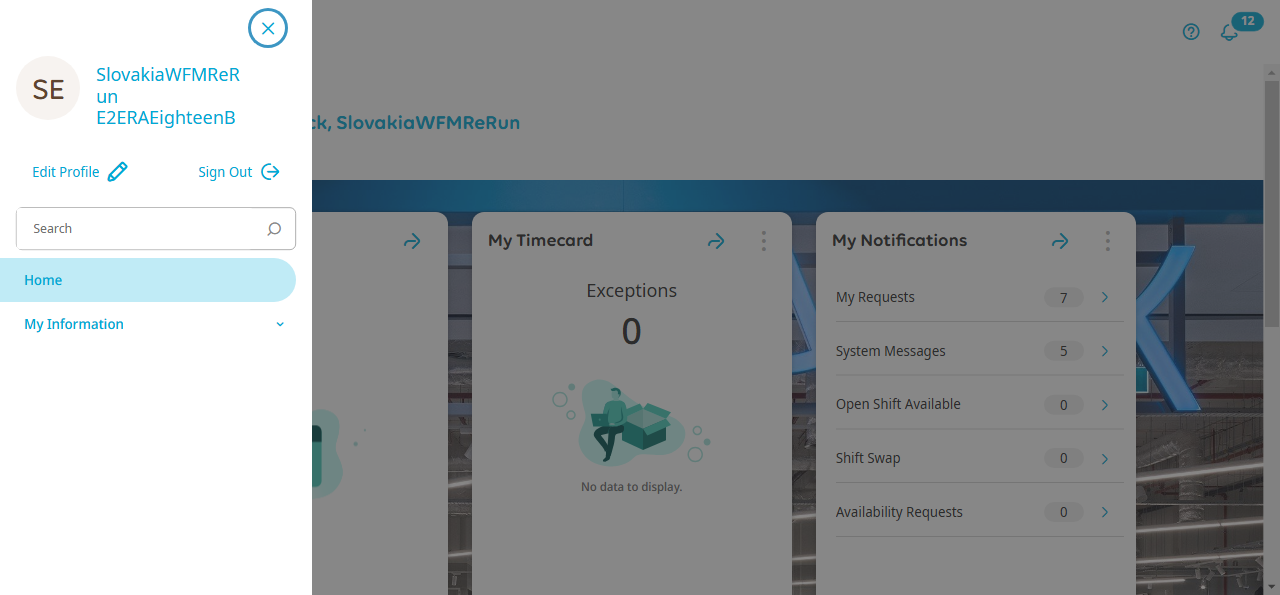 12
SE
SlovakiaWFMReR
un
E2ERAEighteenB
ck, SlovakiaWFMReRun
Edit Profile
Sign Out
Search
Home
My Information
My Timecard
Exceptions
0
No data to display.
My Notifications
My Requests 7
System Messages 5
Open Shift Available 0
Shift Swap 0
Availability Requests 0